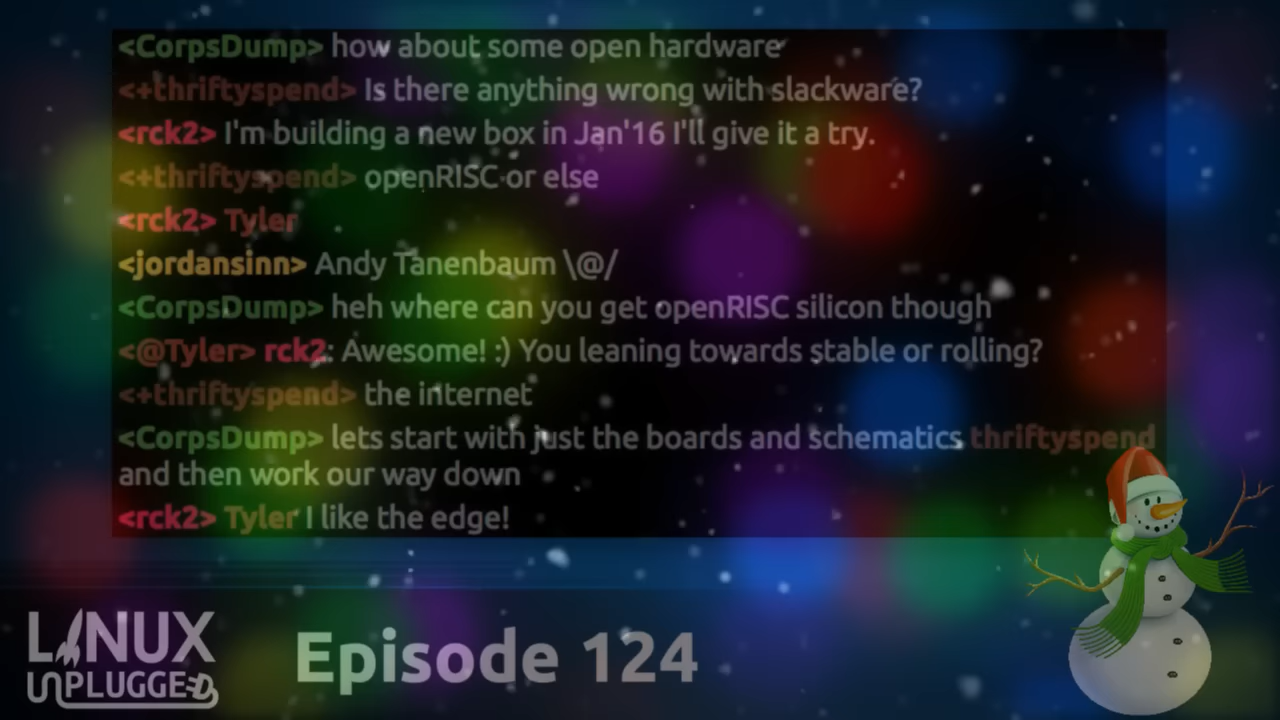 <CorpsDump> how about some open hardware
<+thriftyspend> Is there anything wrong with slackware?
<rck2> I'm building a new box in Jan'16 I'll give it a try.
<+thriftyspend> openRISC or else
<rck2> Tyler
<jordansinn> Andy Tanenbaum \@/
<CorpsDump> heh where can you get openRISC silicon though
<@Tyler> rck2: Awesome! :) You leaning towards stable or rolling?
<+thriftyspend> the internet
<CorpsDump> lets start with just the boards and schematics thriftyspend
and then work our way down
<rck2> Tyler I like the edge!
LINUX
UNPLUGGED
Episode 124